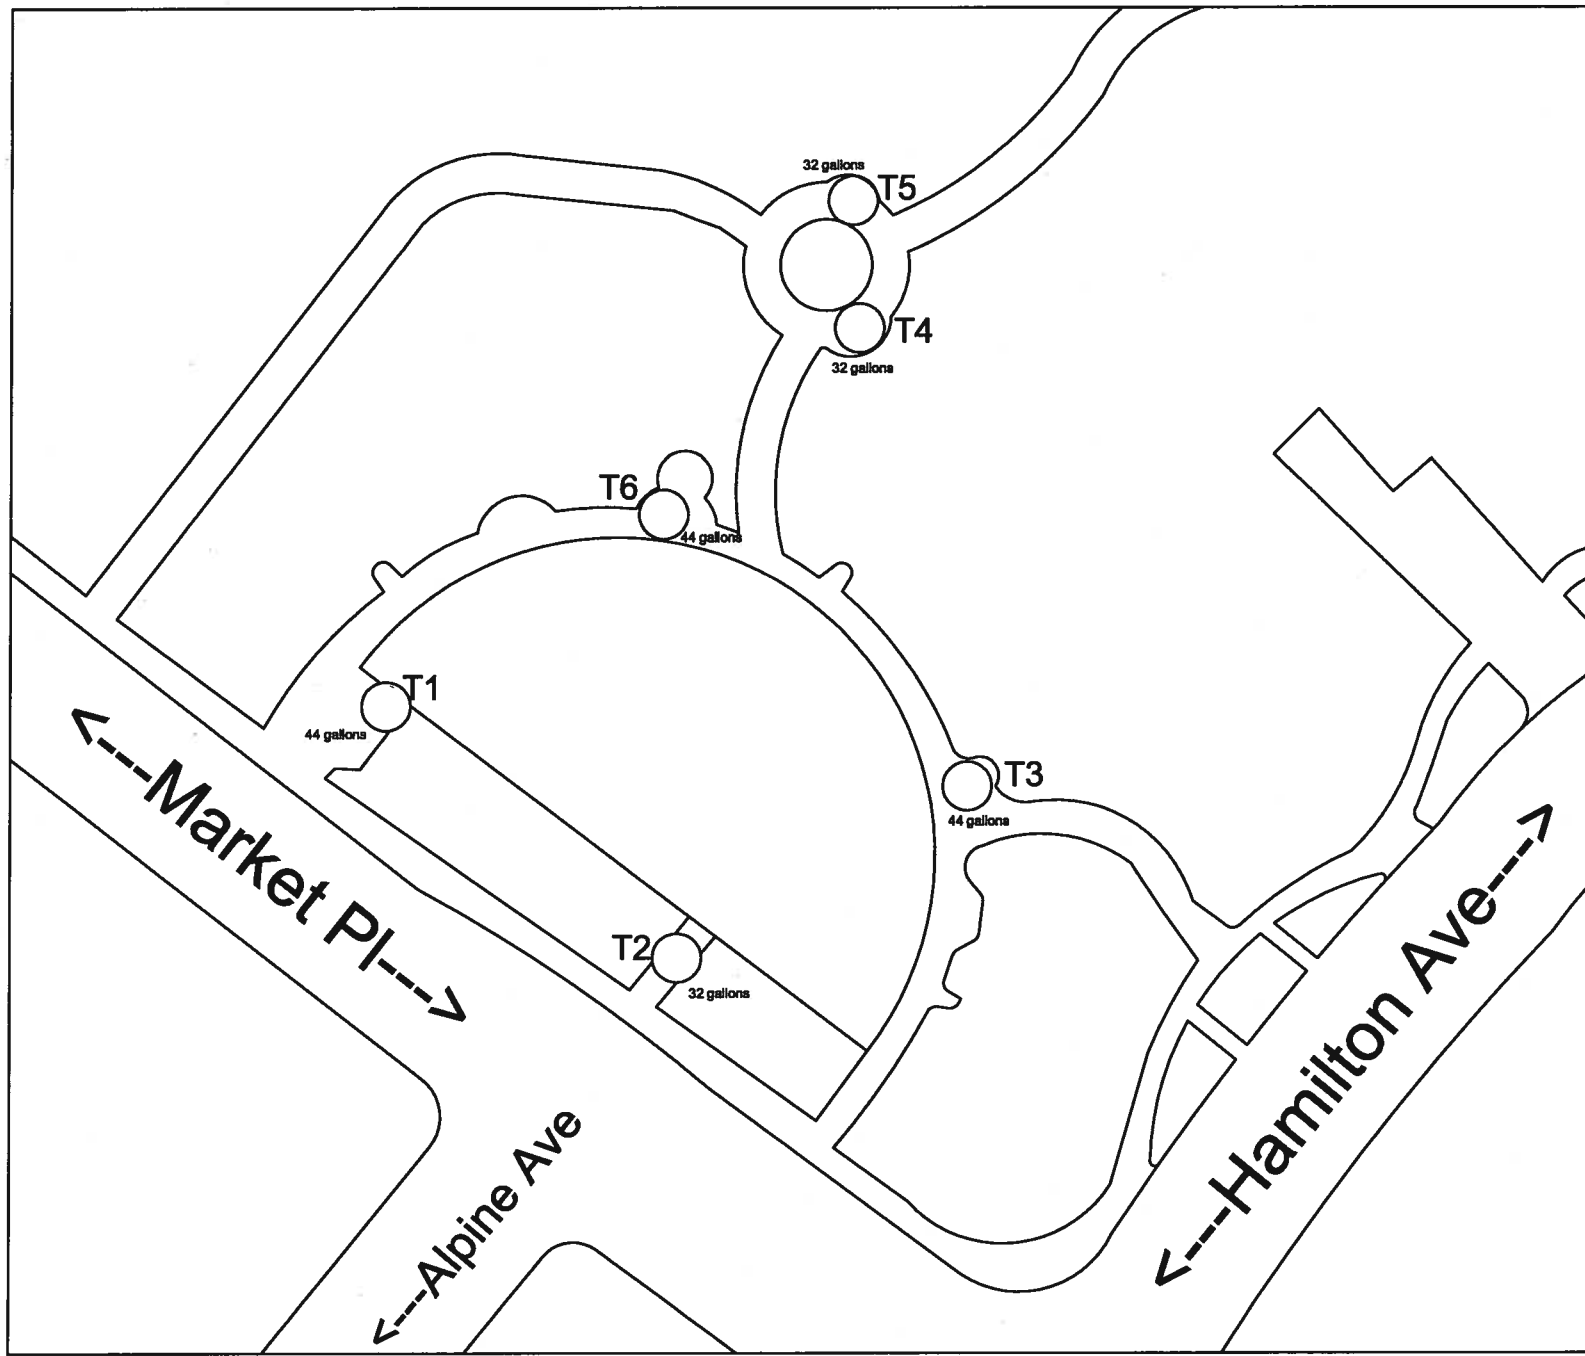 32 gallons
T5
T4
32 gallons
T6
44 gallons
T1
44 gallons
T3
44 gallons
T2
32 gallons
<----Market Pl---->
<----Alpine Ave
<----Hamilton Ave---->